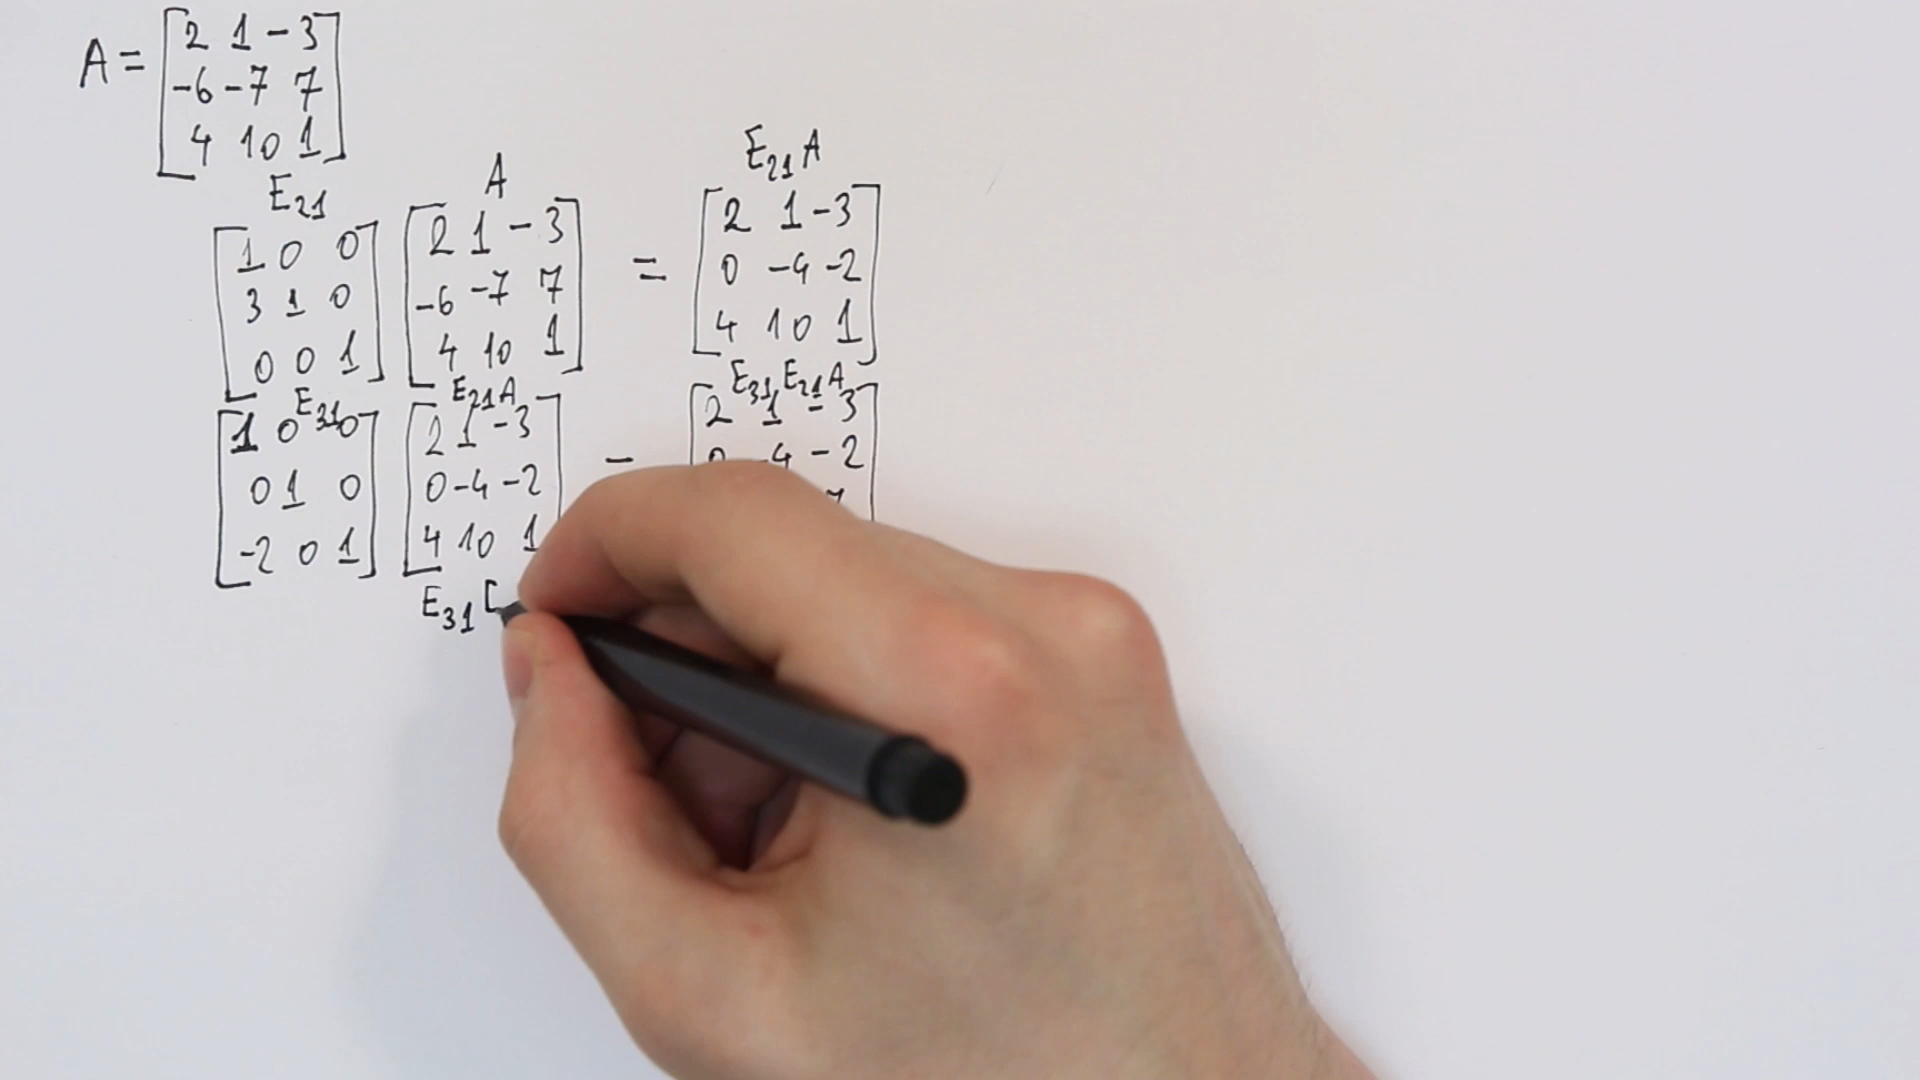 A = [ 2 1 -3
-6 -7 7
4 10 1 ]
E21 A E21A
[ 1 0 0 [ 2 1 -3 = [ 2 1 -3
3 1 0 -6 -7 7 0 -4 -2
0 0 1 ] 4 10 1 ] 4 10 1 ]
E31 E21A E31E21A
[ 1 0 0 [ 2 1 -3 [ 2 1 -3
0 1 0 0 -4 -2 0 -4 -2
-2 0 1 ] 4 10 1 7
E31